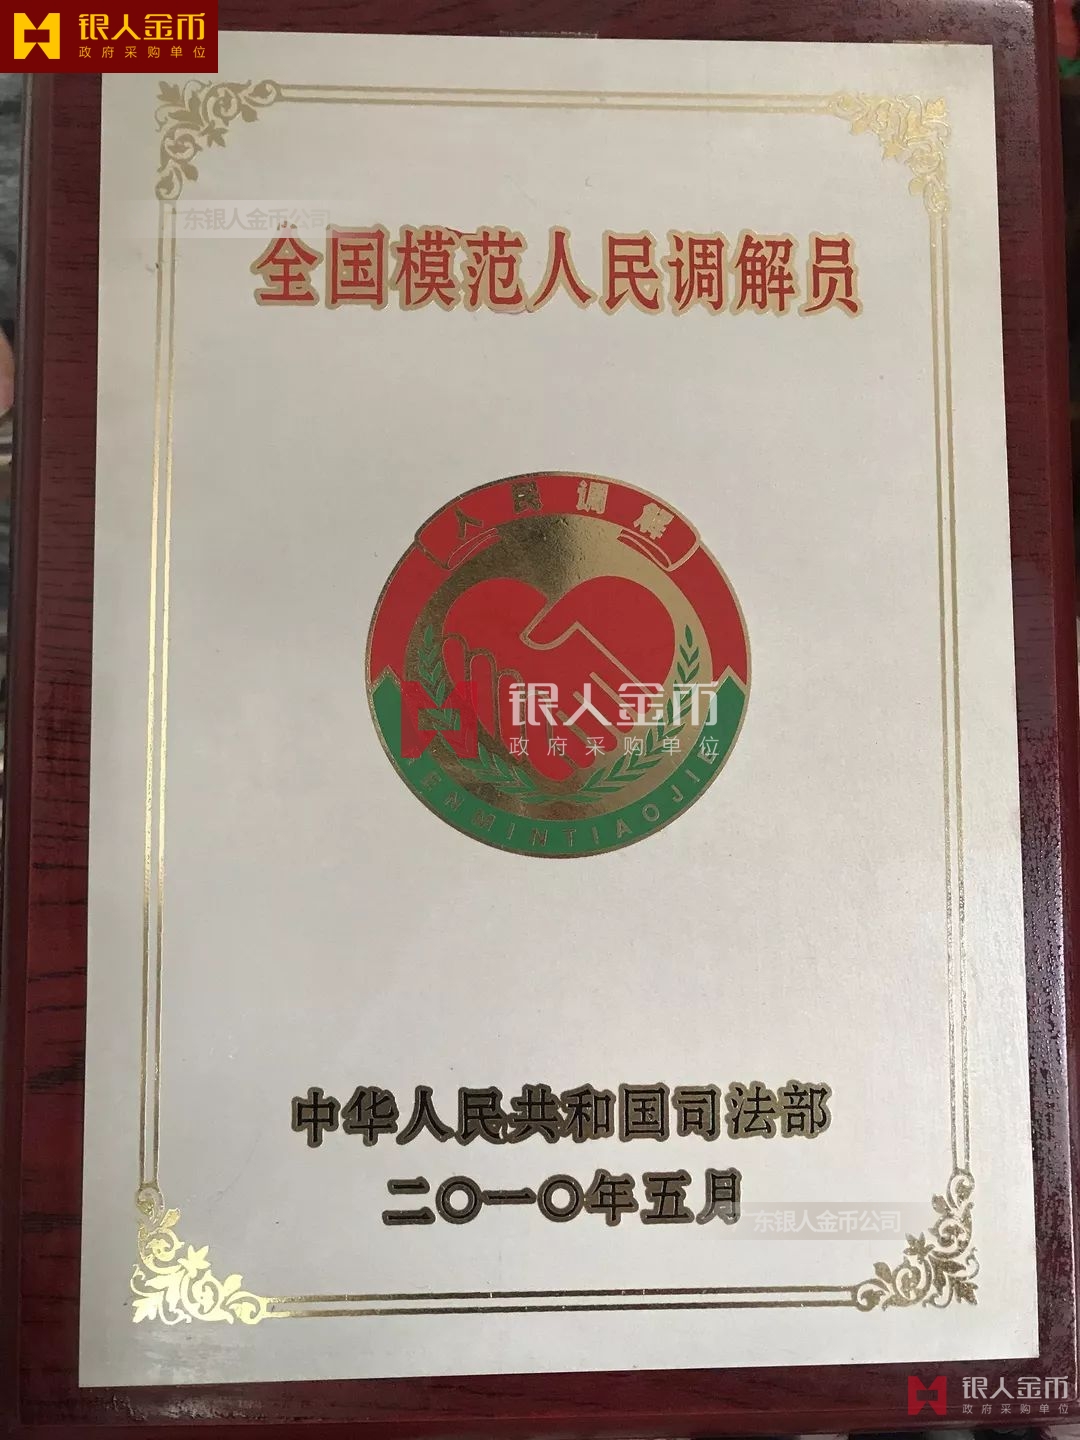 银人金币
政府采购单位
东银人金币公司
全国模范人民调解员
人民调解
银人金币
政府采购单位
RENMINTIAOJIE
中华人民共和国司法部
二〇一〇年五月
广东银人金币公司
银人金币
政府采购单位